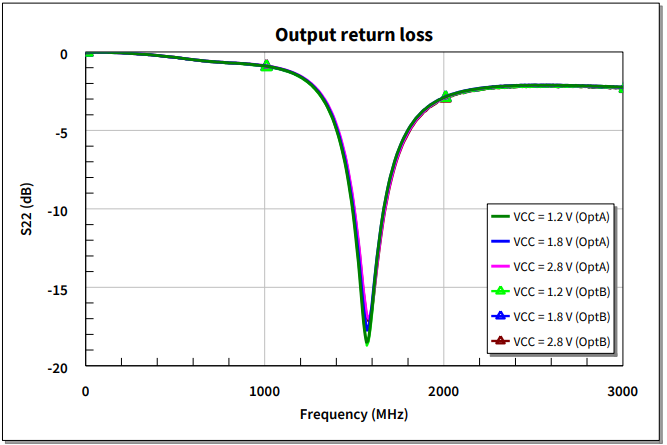 Output return loss
0
-5
-10
-15
-20
S22 (dB)
VCC = 1.2 V (OptA)
VCC = 1.8 V (OptA)
VCC = 2.8 V (OptA)
VCC = 1.2 V (OptB)
VCC = 1.8 V (OptB)
VCC = 2.8 V (OptB)
0 1000 2000 3000
Frequency (MHz)